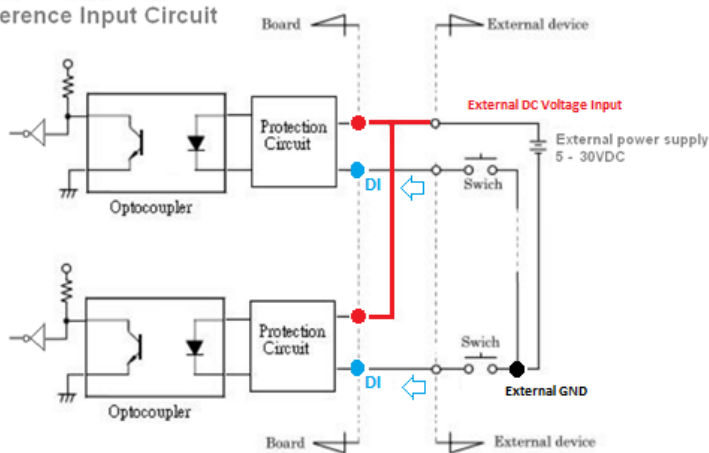 erence Input Circuit
Board
External device
External DC Voltage Input
Protection
Circuit
External power supply
5 - 30VDC
DI
Swich
Optocoupler
Protection
Circuit
Swich
DI
External GND
Optocoupler
Board
External device